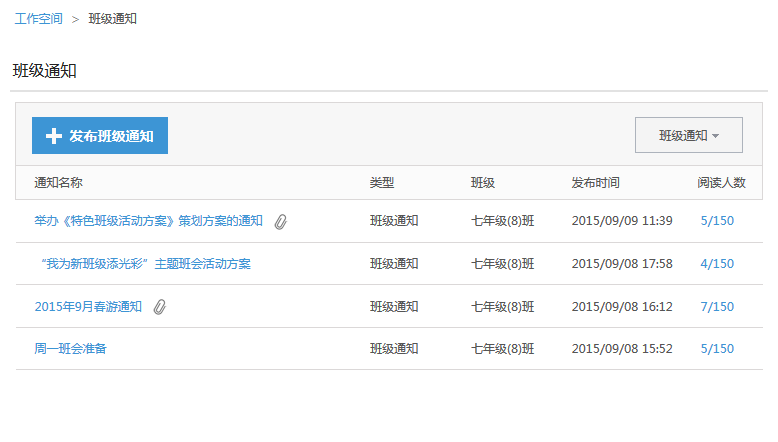 工作空间 > 班级通知
班级通知
发布班级通知 班级通知
通知名称 类型 班级 发布时间 阅读人数
举办《特色班级活动方案》策划方案的通知 班级通知 七年级(8)班 2015/09/09 11:39 5/150
“我为新班级添光彩”主题班会活动方案 班级通知 七年级(8)班 2015/09/08 17:58 4/150
2015年9月春游通知 班级通知 七年级(8)班 2015/09/08 16:12 7/150
周一班会准备 班级通知 七年级(8)班 2015/09/08 15:52 5/150